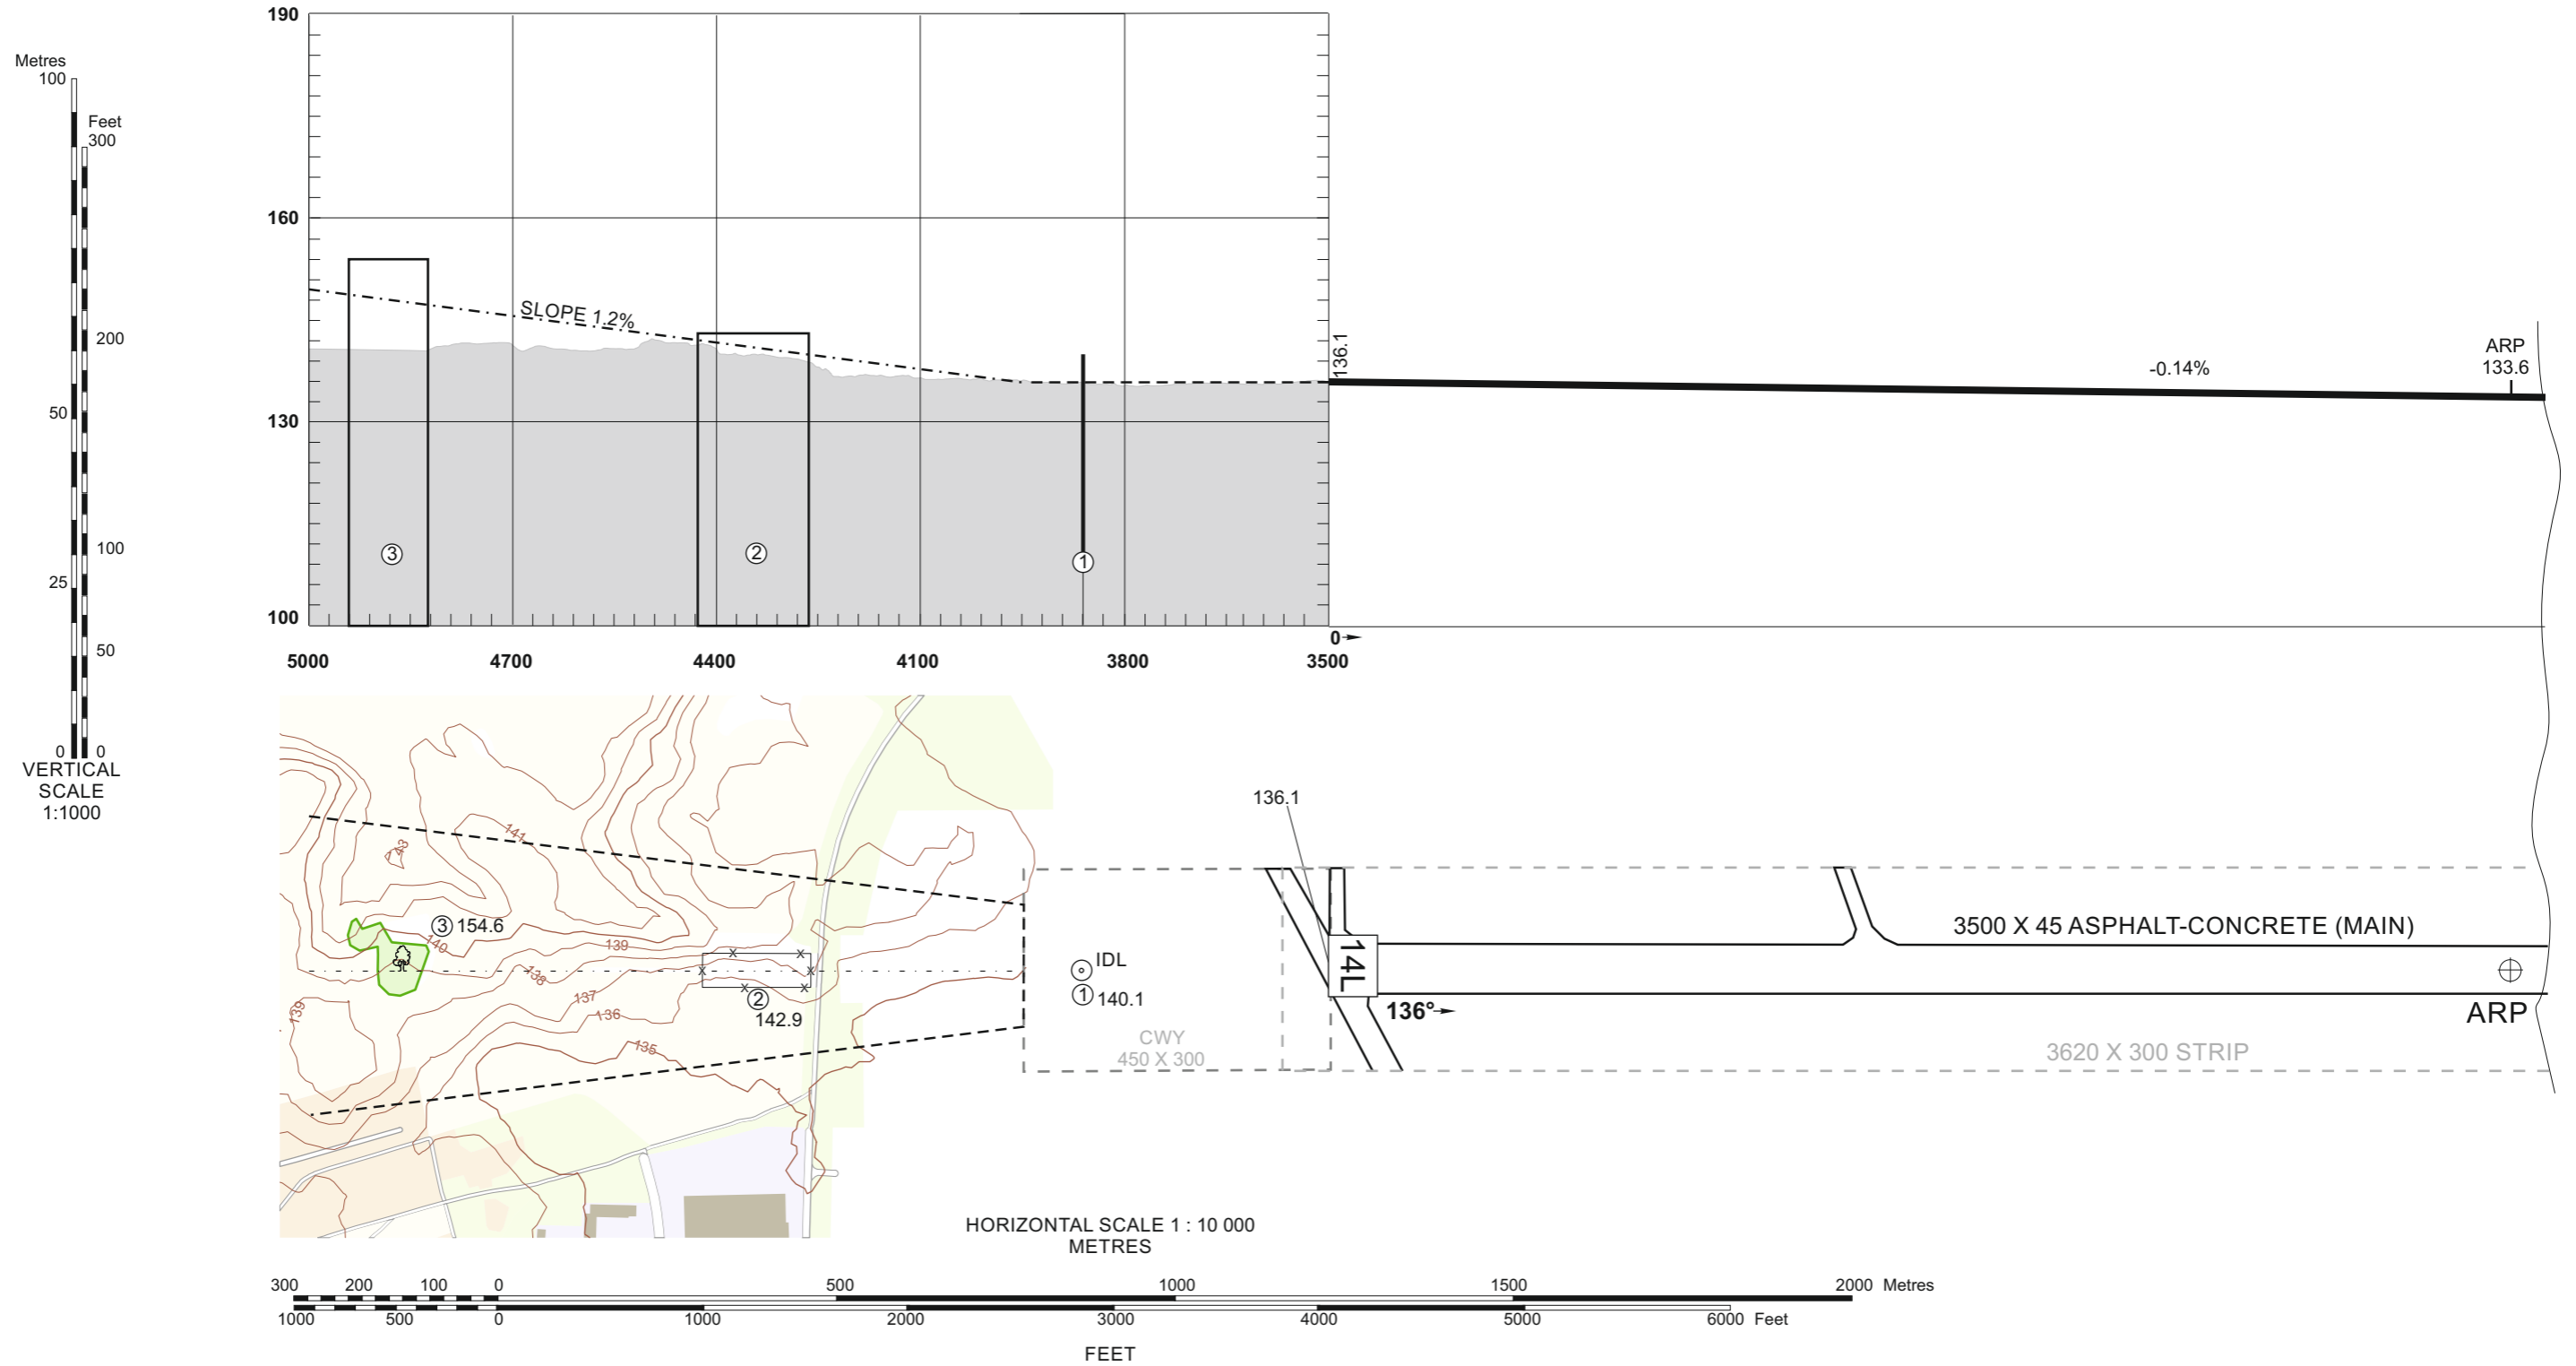 190
Metres
100
Feet
300
160
SLOPE 1.2%
200
136.1
-0.14%
ARP
133.6
50
130
3
2
1
100
25
100
50
0
0
0
5000
4700
4400
4100
3800
3500
VERTICAL
SCALE
1:1000
136.1
141
143
3 154.6
140
139
138
137
136
135
139
2
142.9
IDL
1 140.1
CWY
450 X 300
14L
136°
3500 X 45 ASPHALT-CONCRETE (MAIN)
ARP
3620 X 300 STRIP
HORIZONTAL SCALE 1 : 10 000
METRES
300 200 100 0 500 1000 1500 2000 Metres
1000 500 0 1000 2000 3000 4000 5000 6000 Feet
FEET